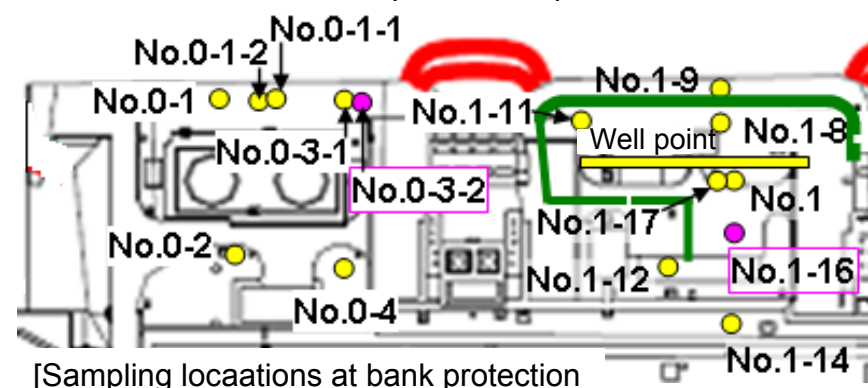 No.0-1-1
No.0-1-2
No.0-1
No.0-3-1
No.0-3-2
No.0-2
No.0-4
No.1-9
No.1-11
Well point
No.1-8
No.1
No.1-17
No.1-12
No.1-16
No.1-14
[Sampling locaations at bank protection